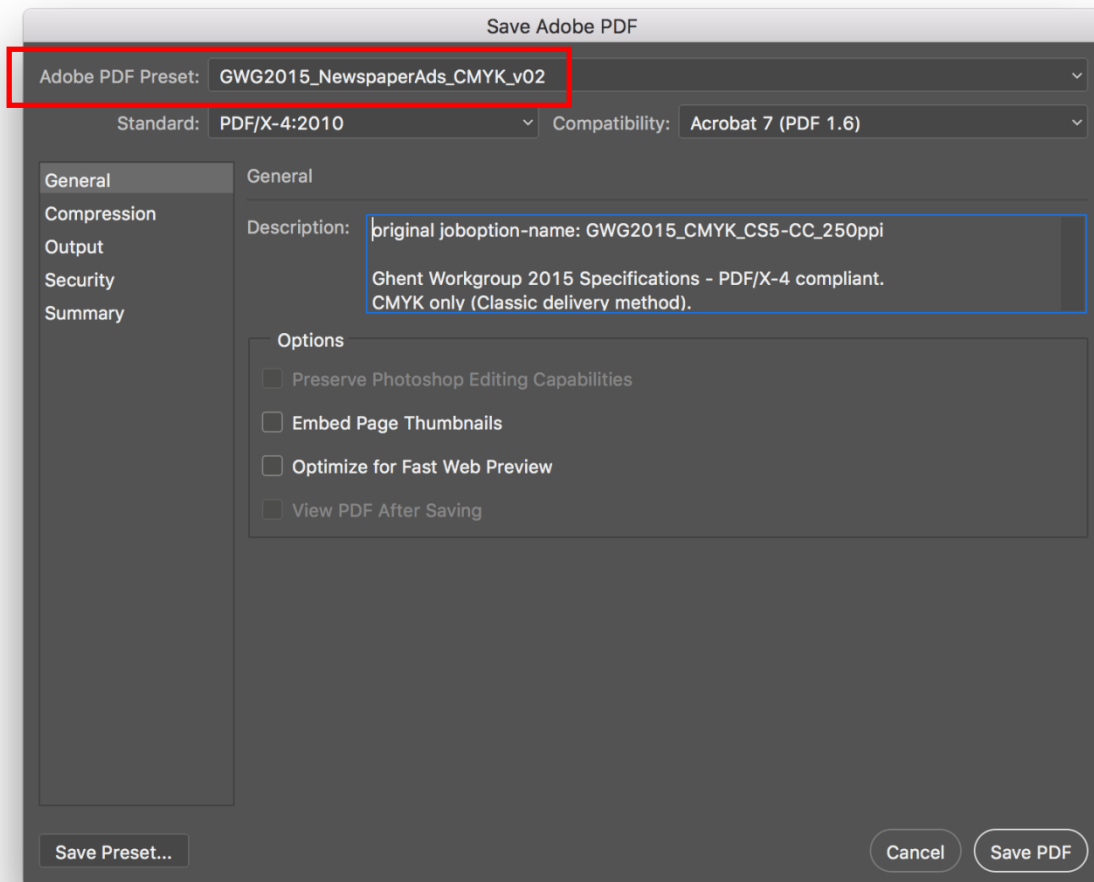 Save Adobe PDF
Adobe PDF Preset: GWG2015_NewspaperAds_CMYK_v02
Standard: PDF/X-4:2010 Compatibility: Acrobat 7 (PDF 1.6)
General
Compression
Output
Security
Summary
General
Description: original joboption-name: GWG2015_CMYK_CS5-CC_250ppi
Ghent Workgroup 2015 Specifications - PDF/X-4 compliant.
CMYK only (Classic delivery method).
Options
Preserve Photoshop Editing Capabilities
Embed Page Thumbnails
Optimize for Fast Web Preview
View PDF After Saving
Save Preset... Cancel Save PDF